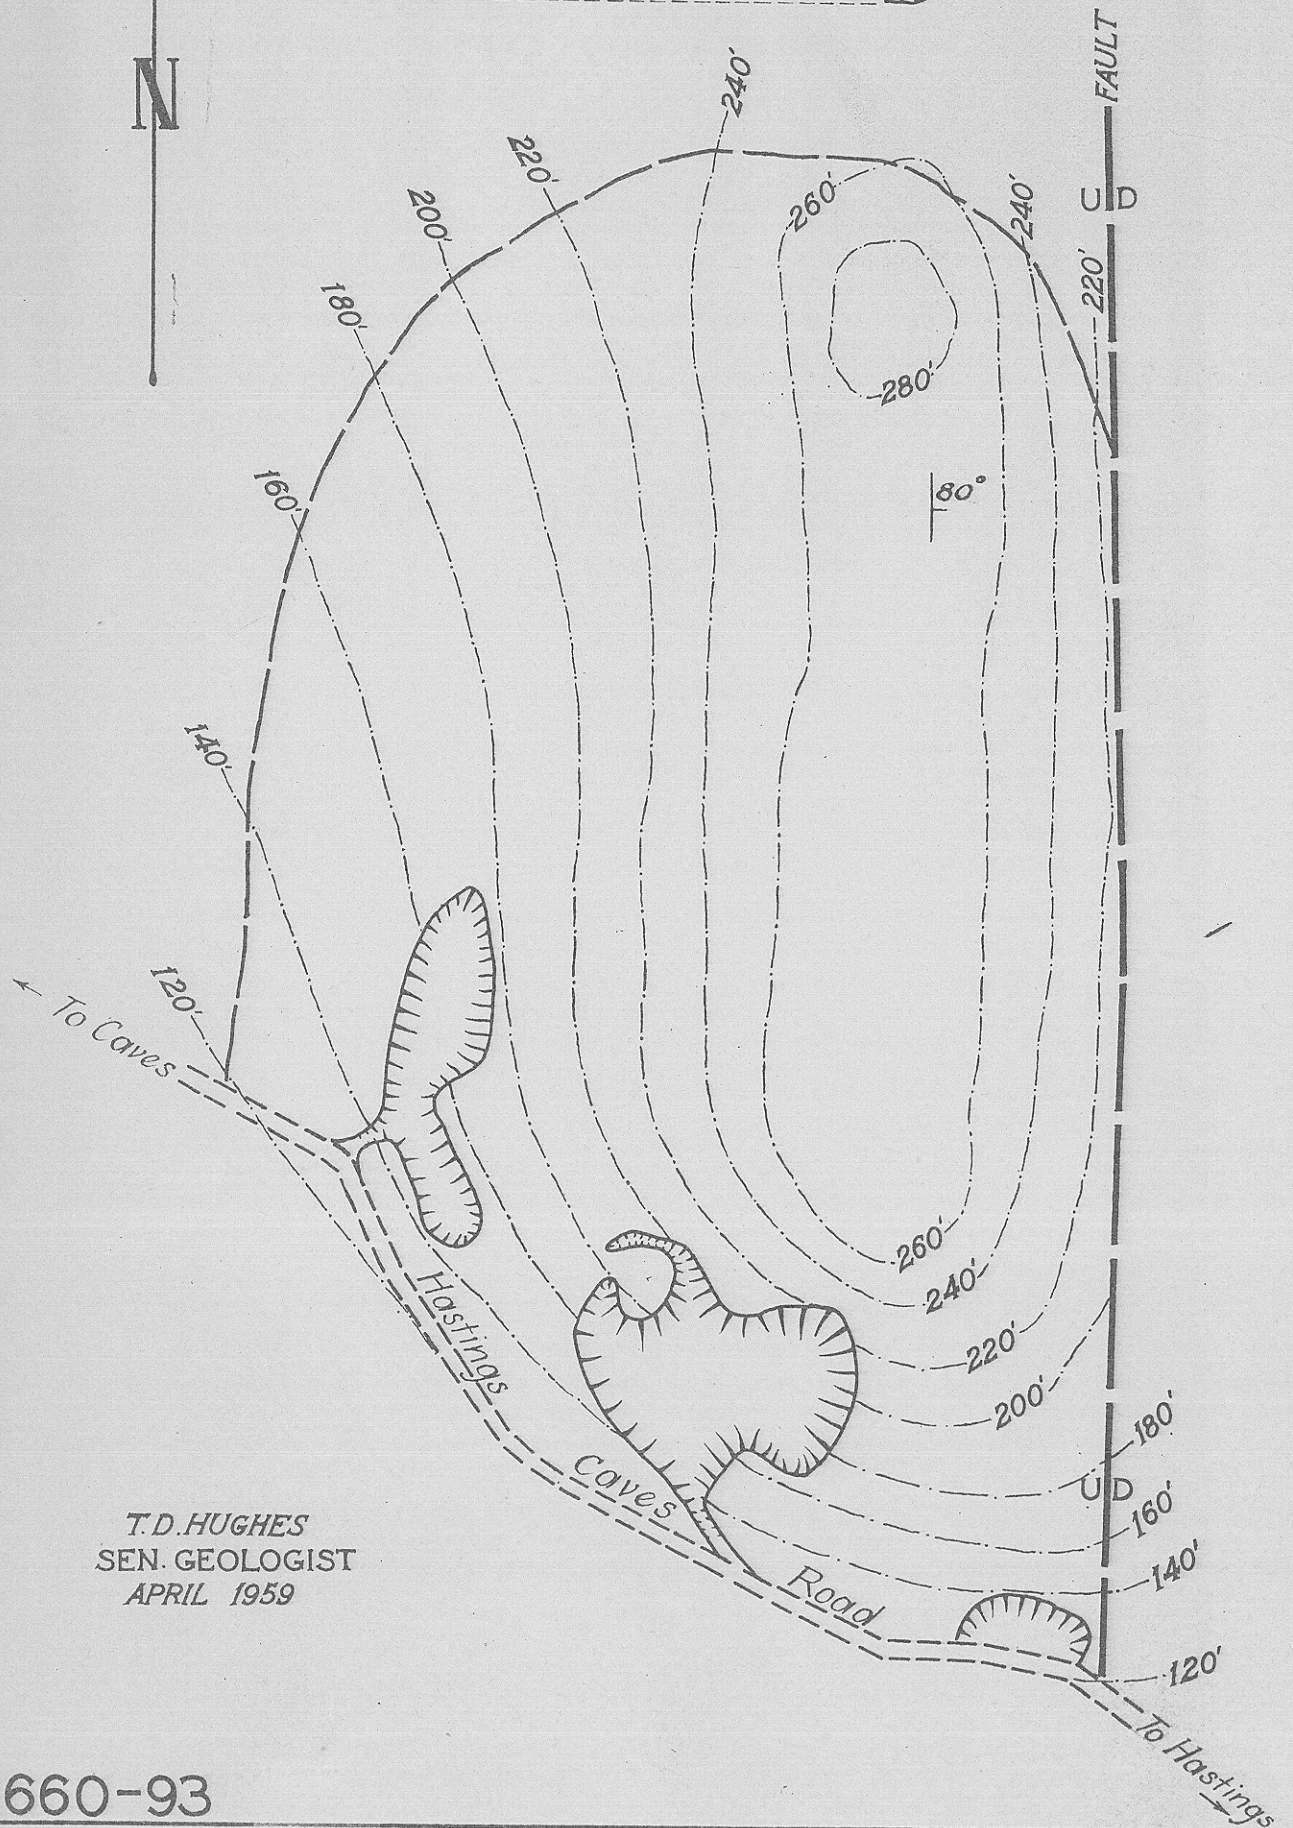 N
FAULT
240'
220'
200'
260'
240'
U D
220'
180'
280'
160'
80°
140'
120'
To Caves
Hastings
Caves
Road
260'
240'
220'
200'
180'
U D
160'
140'
120'
To Hastings
T.D. HUGHES
SEN. GEOLOGIST
APRIL 1959
660-93